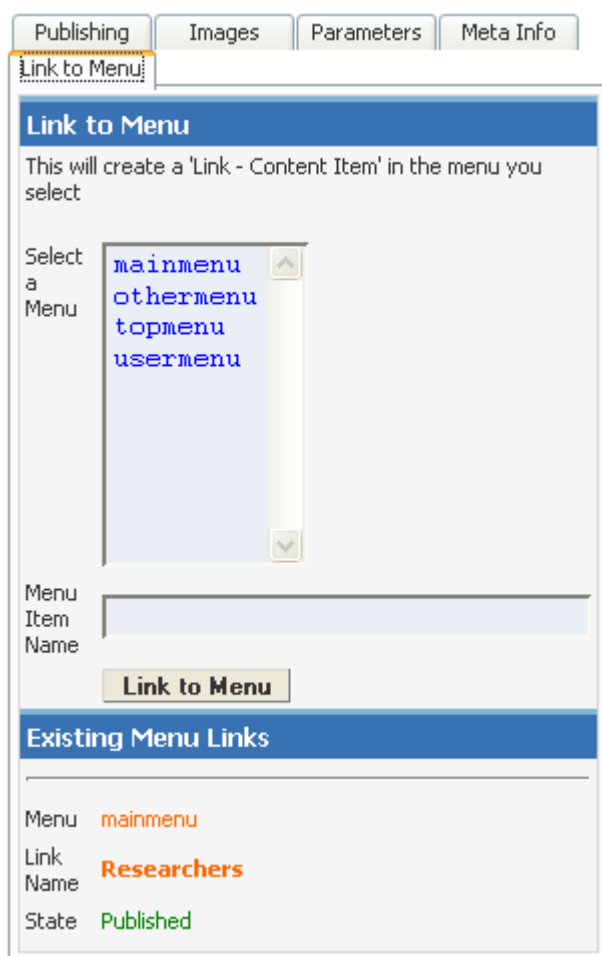 Publishing Images Parameters Meta Info
Link to Menu
Link to Menu
This will create a 'Link - Content Item' in the menu you
select
Select
a
Menu
mainmenu
othermenu
topmenu
usermenu
Menu
Item
Name
Link to Menu
Existing Menu Links
Menu mainmenu
Link
Name
Researchers
State Published